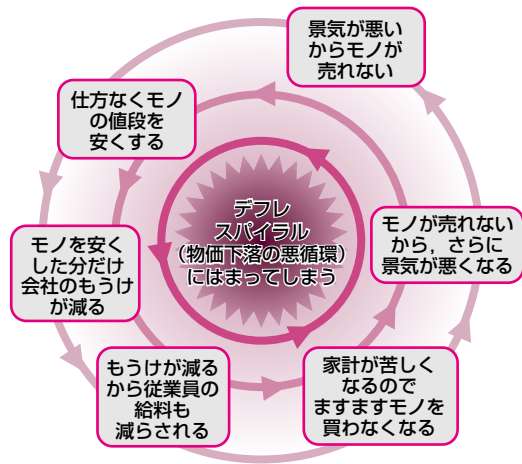 景気が悪い
からモノが
売れない
仕方なくモノ
の値段を
安くする
モノを安く
した分だけ
会社のもうけ
が減る
もうけが減る
から従業員の
給料も
減らされる
家計が苦しく
なるので
ますますモノを
買わなくなる
モノが売れない
から，さらに
景気が悪くなる
デフレ
スパイラル
（物価下落の悪循環）
にはまってしまう